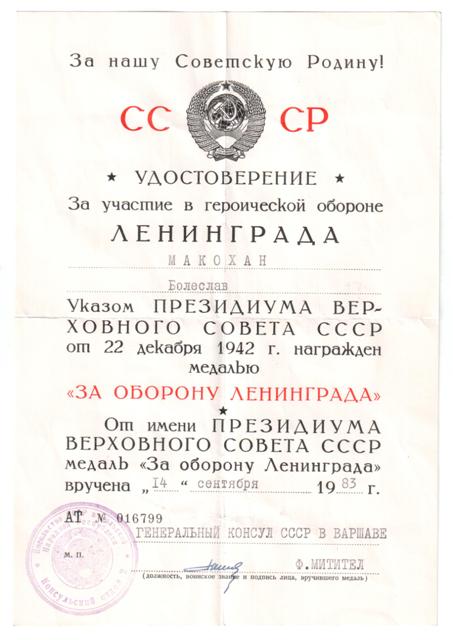 За нашу Советскую Родину!
СС СР
★ УДОСТОВЕРЕНИЕ ★
За участие в героической обороне
ЛЕНИНГРАДА
МАКОХАН
Болеслав
Указом ПРЕЗИДИУМА ВЕР-
ХОВНОГО СОВЕТА СССР
от 22 декабря 1942 г. награжден
медалью
«ЗА ОБОРОНУ ЛЕНИНГРАДА»
★
От имени ПРЕЗИДИУМА
ВЕРХОВНОГО СОВЕТА СССР
медаль «За оборону Ленинграда»
вручена „14“ сентября 1983 г.
АТ № 016799
ГЕНЕРАЛЬНЫЙ КОНСУЛ СССР В ВАРШАВЕ
М. П.
Ф.МИТИТЕЛ
(должность, воинское звание и подпись лица, вручившего медаль)
Консульский отдел